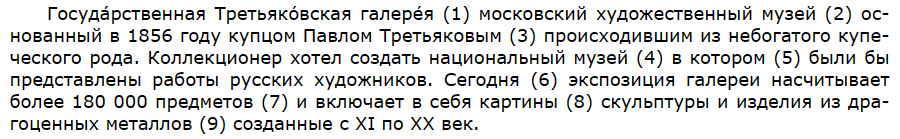 Госуда́рственная Третьяко́вская галере́я (1) московский художественный музей (2) ос-
нованный в 1856 году купцом Павлом Третьяковым (3) происходившим из небогатого купе-
ческого рода. Коллекционер хотел создать национальный музей (4) в котором (5) были бы
представлены работы русских художников. Сегодня (6) экспозиция галереи насчитывает
более 180 000 предметов (7) и включает в себя картины (8) скульптуры и изделия из дра-
гоценных металлов (9) созданные с XI по XX век.